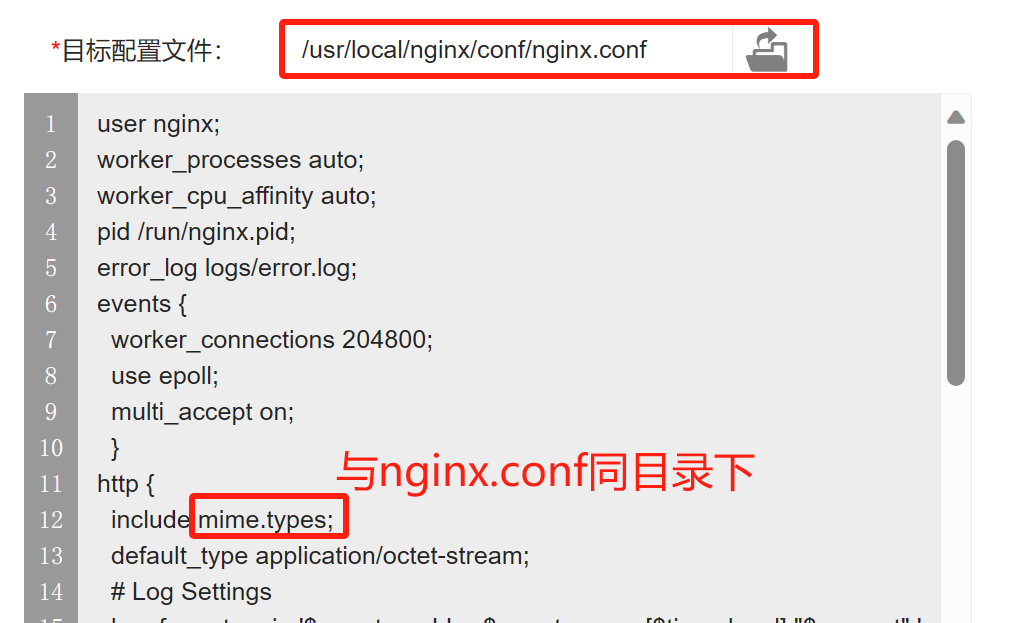 *目标配置文件：
/usr/local/nginx/conf/nginx.conf
1 user nginx;
2 worker_processes auto;
3 worker_cpu_affinity auto;
4 pid /run/nginx.pid;
5 error_log logs/error.log;
6 events {
7 worker_connections 204800;
8 use epoll;
9 multi_accept on;
10 }
与nginx.conf同目录下
11 http {
12 include mime.types;
13 default_type application/octet-stream;
14 # Log Settings